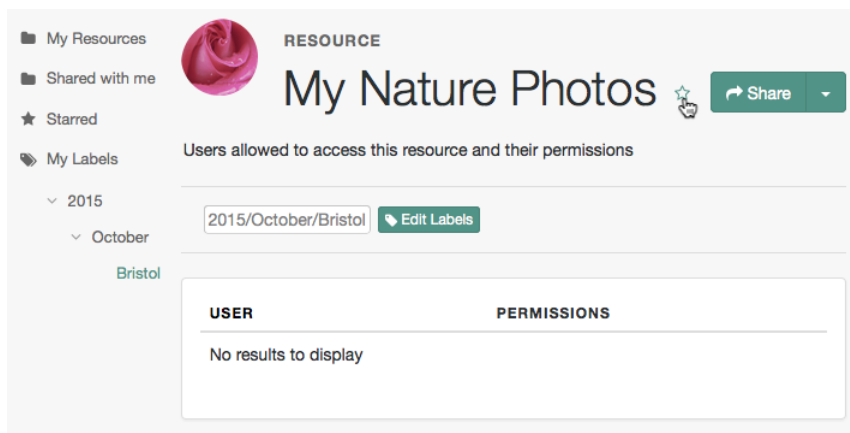 My Resources
Shared with me
Starred
My Labels
2015
October
Bristol
RESOURCE
My Nature Photos
Share
Users allowed to access this resource and their permissions
2015/October/Bristol
Edit Labels
USER PERMISSIONS
No results to display